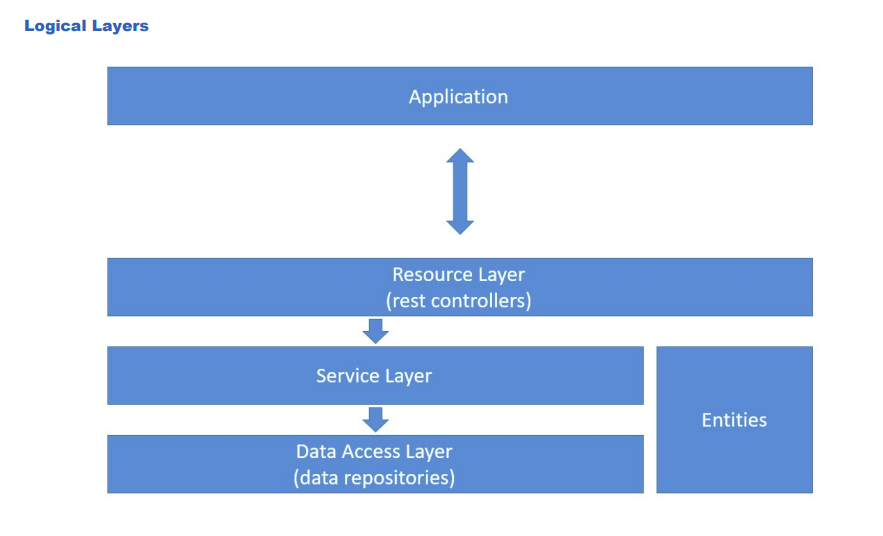 Logical Layers
Application
Resource Layer
(rest controllers)
Service Layer
Entities
Data Access Layer
(data repositories)